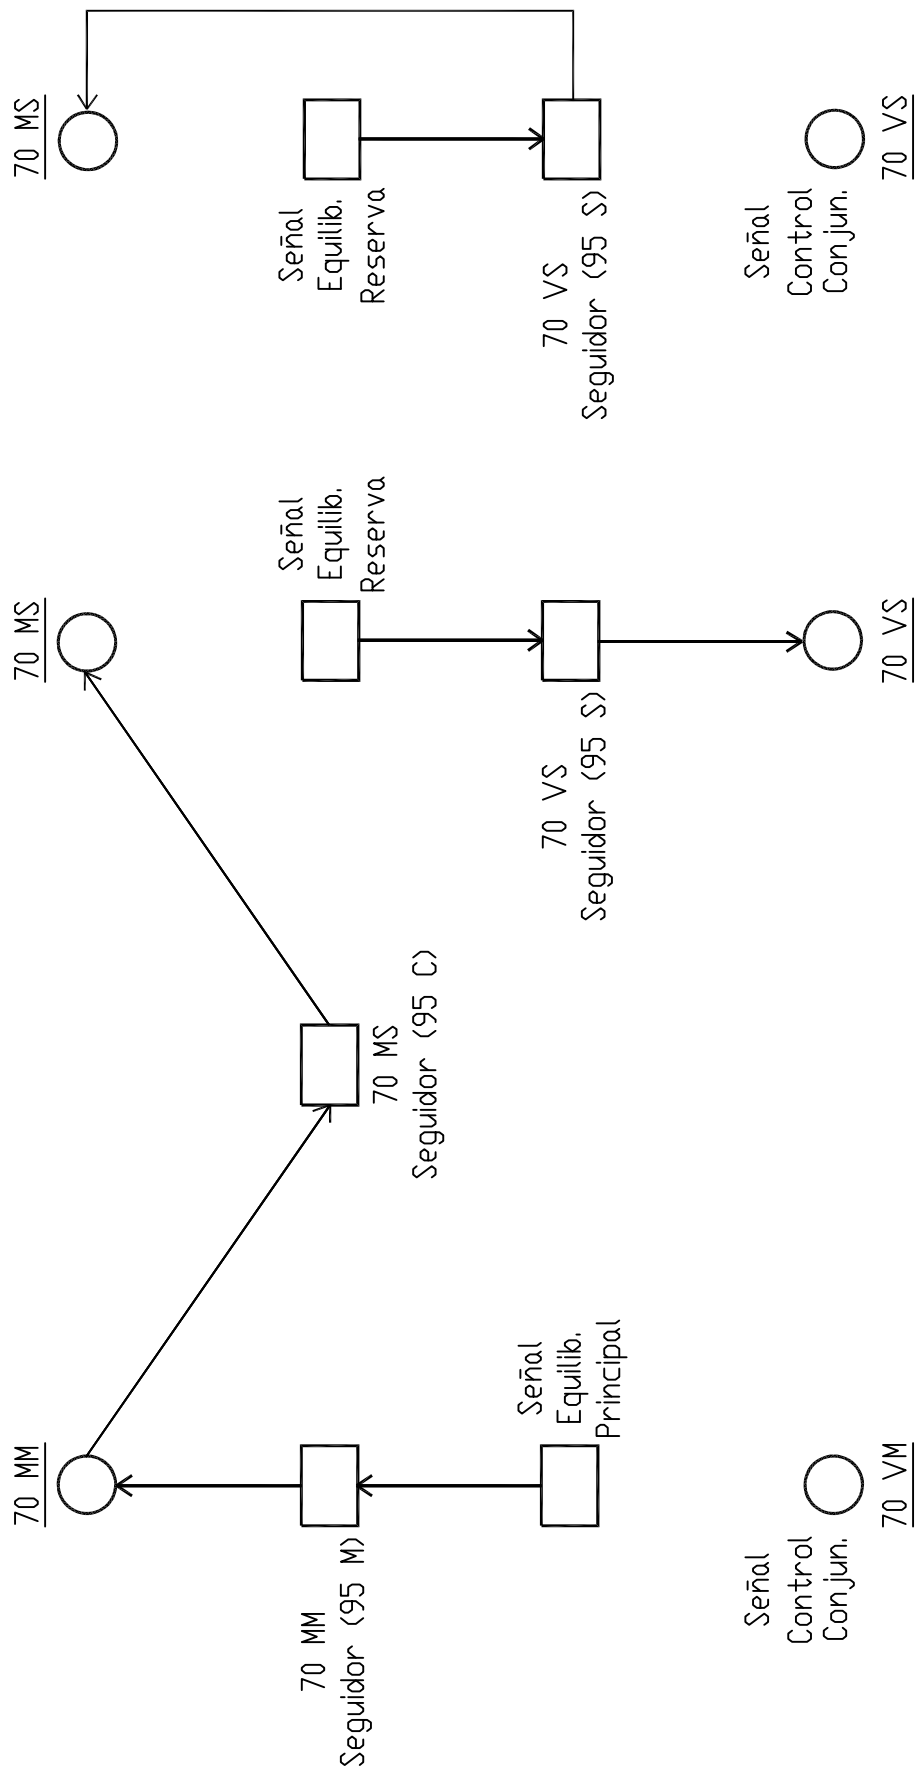 70 MM
70 MM
Seguidor (95 M)
Señal
Equilib.
Principal
Señal
Control
Conjun.
70 VM
70 MS
Seguidor (95 C)
70 MS
Señal
Equilib.
Reserva
70 VS
Seguidor (95 S)
70 VS
70 MS
Señal
Equilib.
Reserva
70 VS
Seguidor (95 S)
Señal
Control
Conjun.
70 VS